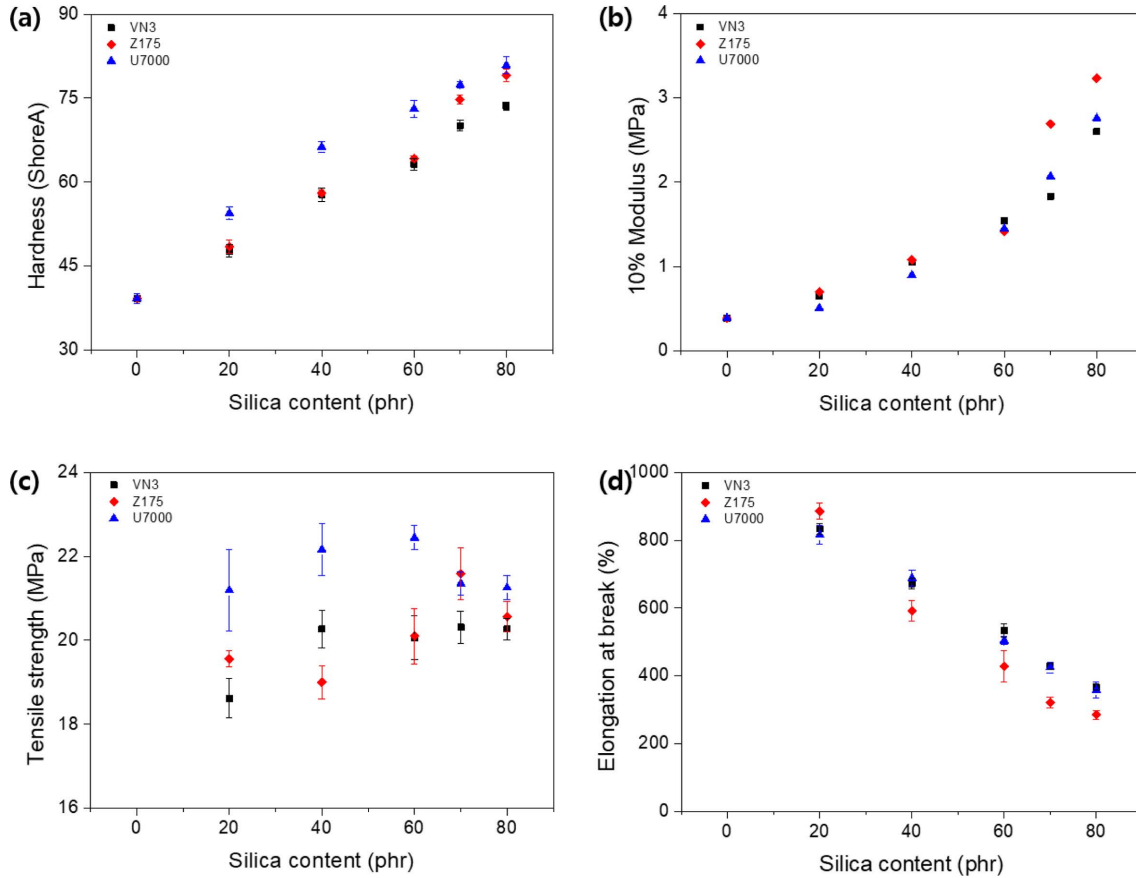 (a)
90
75
60
45
30
Hardness (ShoreA)
VN3
Z175
U7000
0 20 40 60 80
Silica content (phr)
(b)
4
3
2
1
0
10% Modulus (MPa)
VN3
Z175
U7000
0 20 40 60 80
Silica content (phr)
(c)
24
22
20
18
16
Tensile strength (MPa)
VN3
Z175
U7000
0 20 40 60 80
Silica content (phr)
(d)
1000
800
600
400
200
0
Elongation at break (%)
VN3
Z175
U7000
0 20 40 60 80
Silica content (phr)